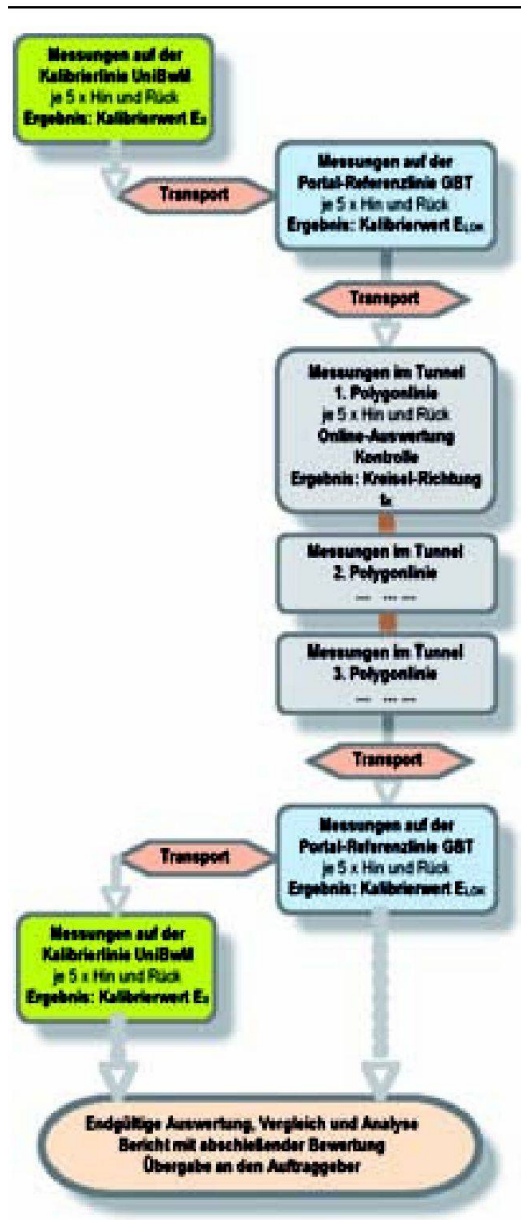 Messungen auf der
Kalibrierlinie UniBwM
je 5 x Hin und Rück
Ergebnis: Kalibrierwert E
Transport
Messungen auf der
Portal-Referenzlinie GBT
je 5 x Hin und Rück
Ergebnis: Kalibrierwert ELOK
Transport
Messungen im Tunnel
1. Polygonlinie
je 5 x Hin und Rück
Online-Auswertung
Kontrolle
Ergebnis: Kreisel-Richtung
Messungen im Tunnel
2. Polygonlinie
... ... ...
Messungen im Tunnel
3. Polygonlinie
... ... ...
Transport
Messungen auf der
Portal-Referenzlinie GBT
je 5 x Hin und Rück
Ergebnis: Kalibrierwert ELOK
Transport
Messungen auf der
Kalibrierlinie UniBwM
je 5 x Hin und Rück
Ergebnis: Kalibrierwert E
Endgültige Auswertung, Vergleich und Analyse
Bericht mit abschließender Bewertung
Übergabe an den Auftraggeber